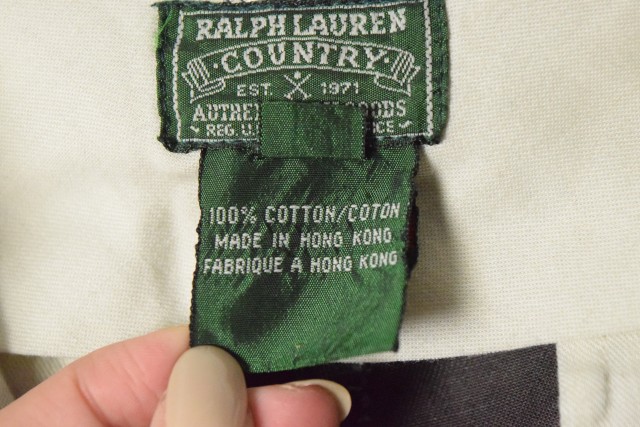 RALPH LAUREN
COUNTRY
EST. 1971
100% COTTON/COTON
MADE IN HONG KONG
FABRIQUE A HONG KONG